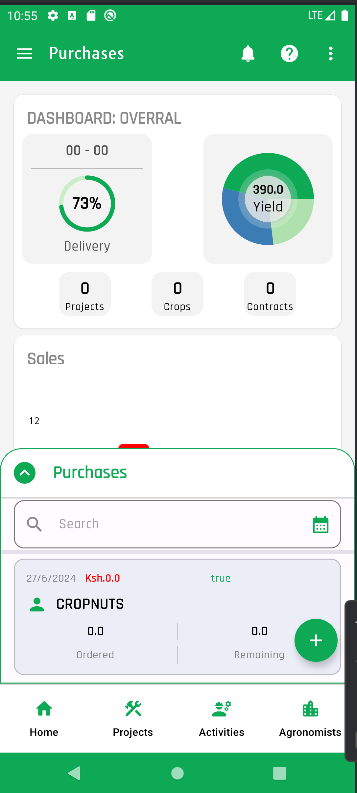 10:55 LTE
Purchases
DASHBOARD: OVERRAL
00 - 00
73%
Delivery
390.0
Yield
0 0 0
Projects Crops Contracts
Sales
12
Purchases
Search
27/6/2024 Ksh.0.0 true
CROPNUTS
0.0 0.0
Ordered Remaining
Home Projects Activities Agronomists